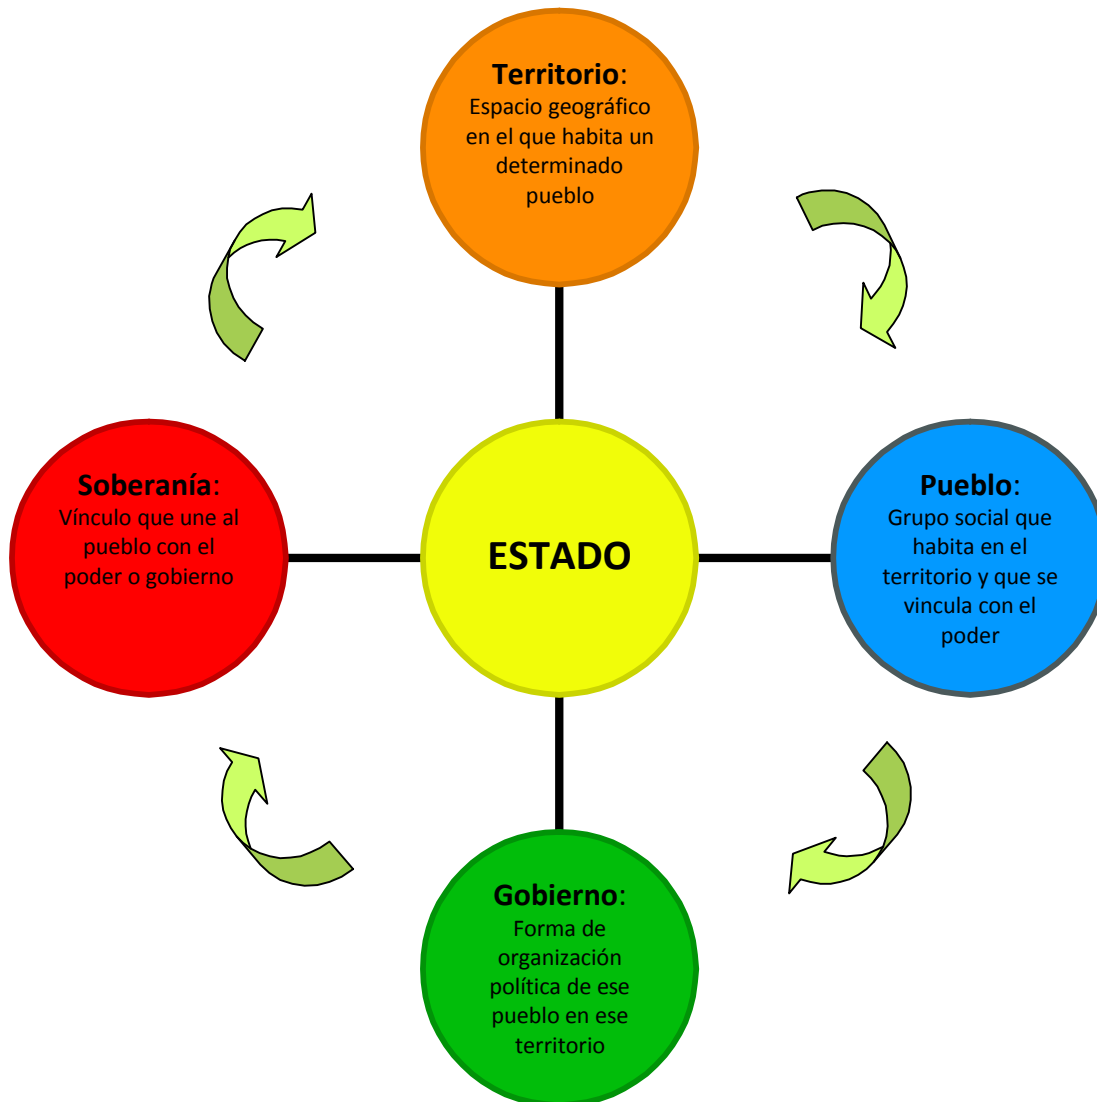 Territorio:
Espacio geográfico
en el que habita un
determinado
pueblo
Soberanía:
Vínculo que une al
pueblo con el
poder o gobierno
ESTADO
Pueblo:
Grupo social que
habita en el
territorio y que se
vincula con el
poder
Gobierno:
Forma de
organización
política de ese
pueblo en ese
territorio